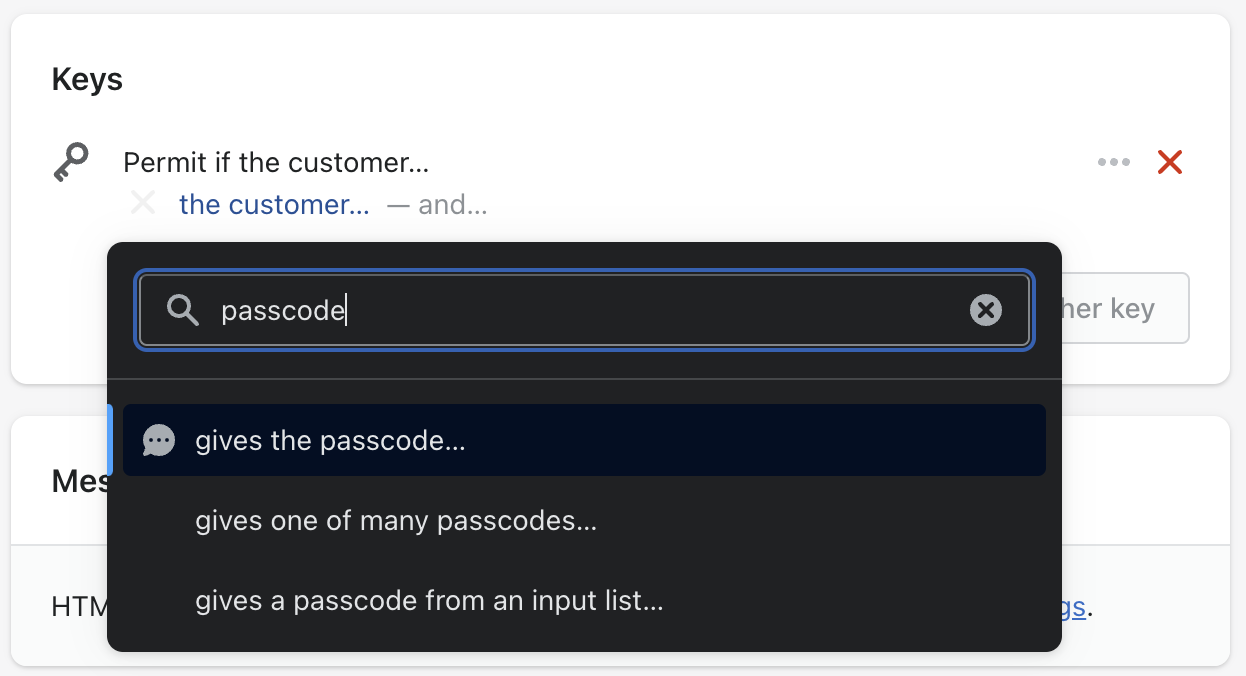 Keys
Permit if the customer...
the customer... — and...
passcode
her key
gives the passcode...
Mes
gives one of many passcodes...
gives a passcode from an input list...
HTM
gs.